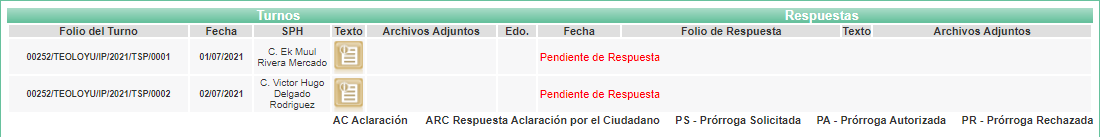 Turnos Respuestas
Folio del Turno Fecha SPH Texto Archivos Adjuntos Edo. Fecha Folio de Respuesta Texto Archivos Adjuntos
00252/TEOLOYU/IP/2021/TSP/0001 01/07/2021 C. Ek Muul Rivera Mercado Pendiente de Respuesta
00252/TEOLOYU/IP/2021/TSP/0002 02/07/2021 C. Victor Hugo Delgado Rodriguez Pendiente de Respuesta
AC Aclaración ARC Respuesta Aclaración por el Ciudadano PS - Prórroga Solicitada PA - Prórroga Autorizada PR - Prórroga Rechazada